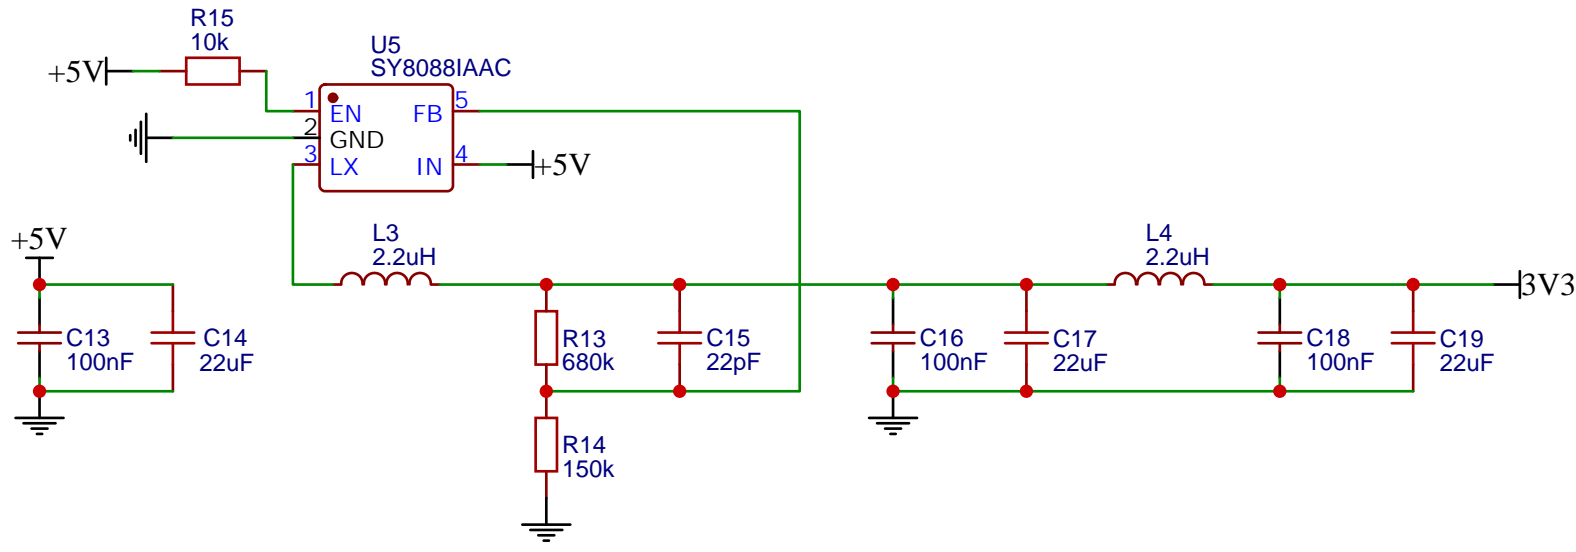 R15
10k
+5V
U5
SY8088IAAC
1
EN
FB
5
2
GND
3
LX
IN
4
+5V
+5V
L3
2.2uH
L4
2.2uH
3V3
C13
100nF
C14
22uF
R13
680k
C15
22pF
C16
100nF
C17
22uF
C18
100nF
C19
22uF
R14
150k